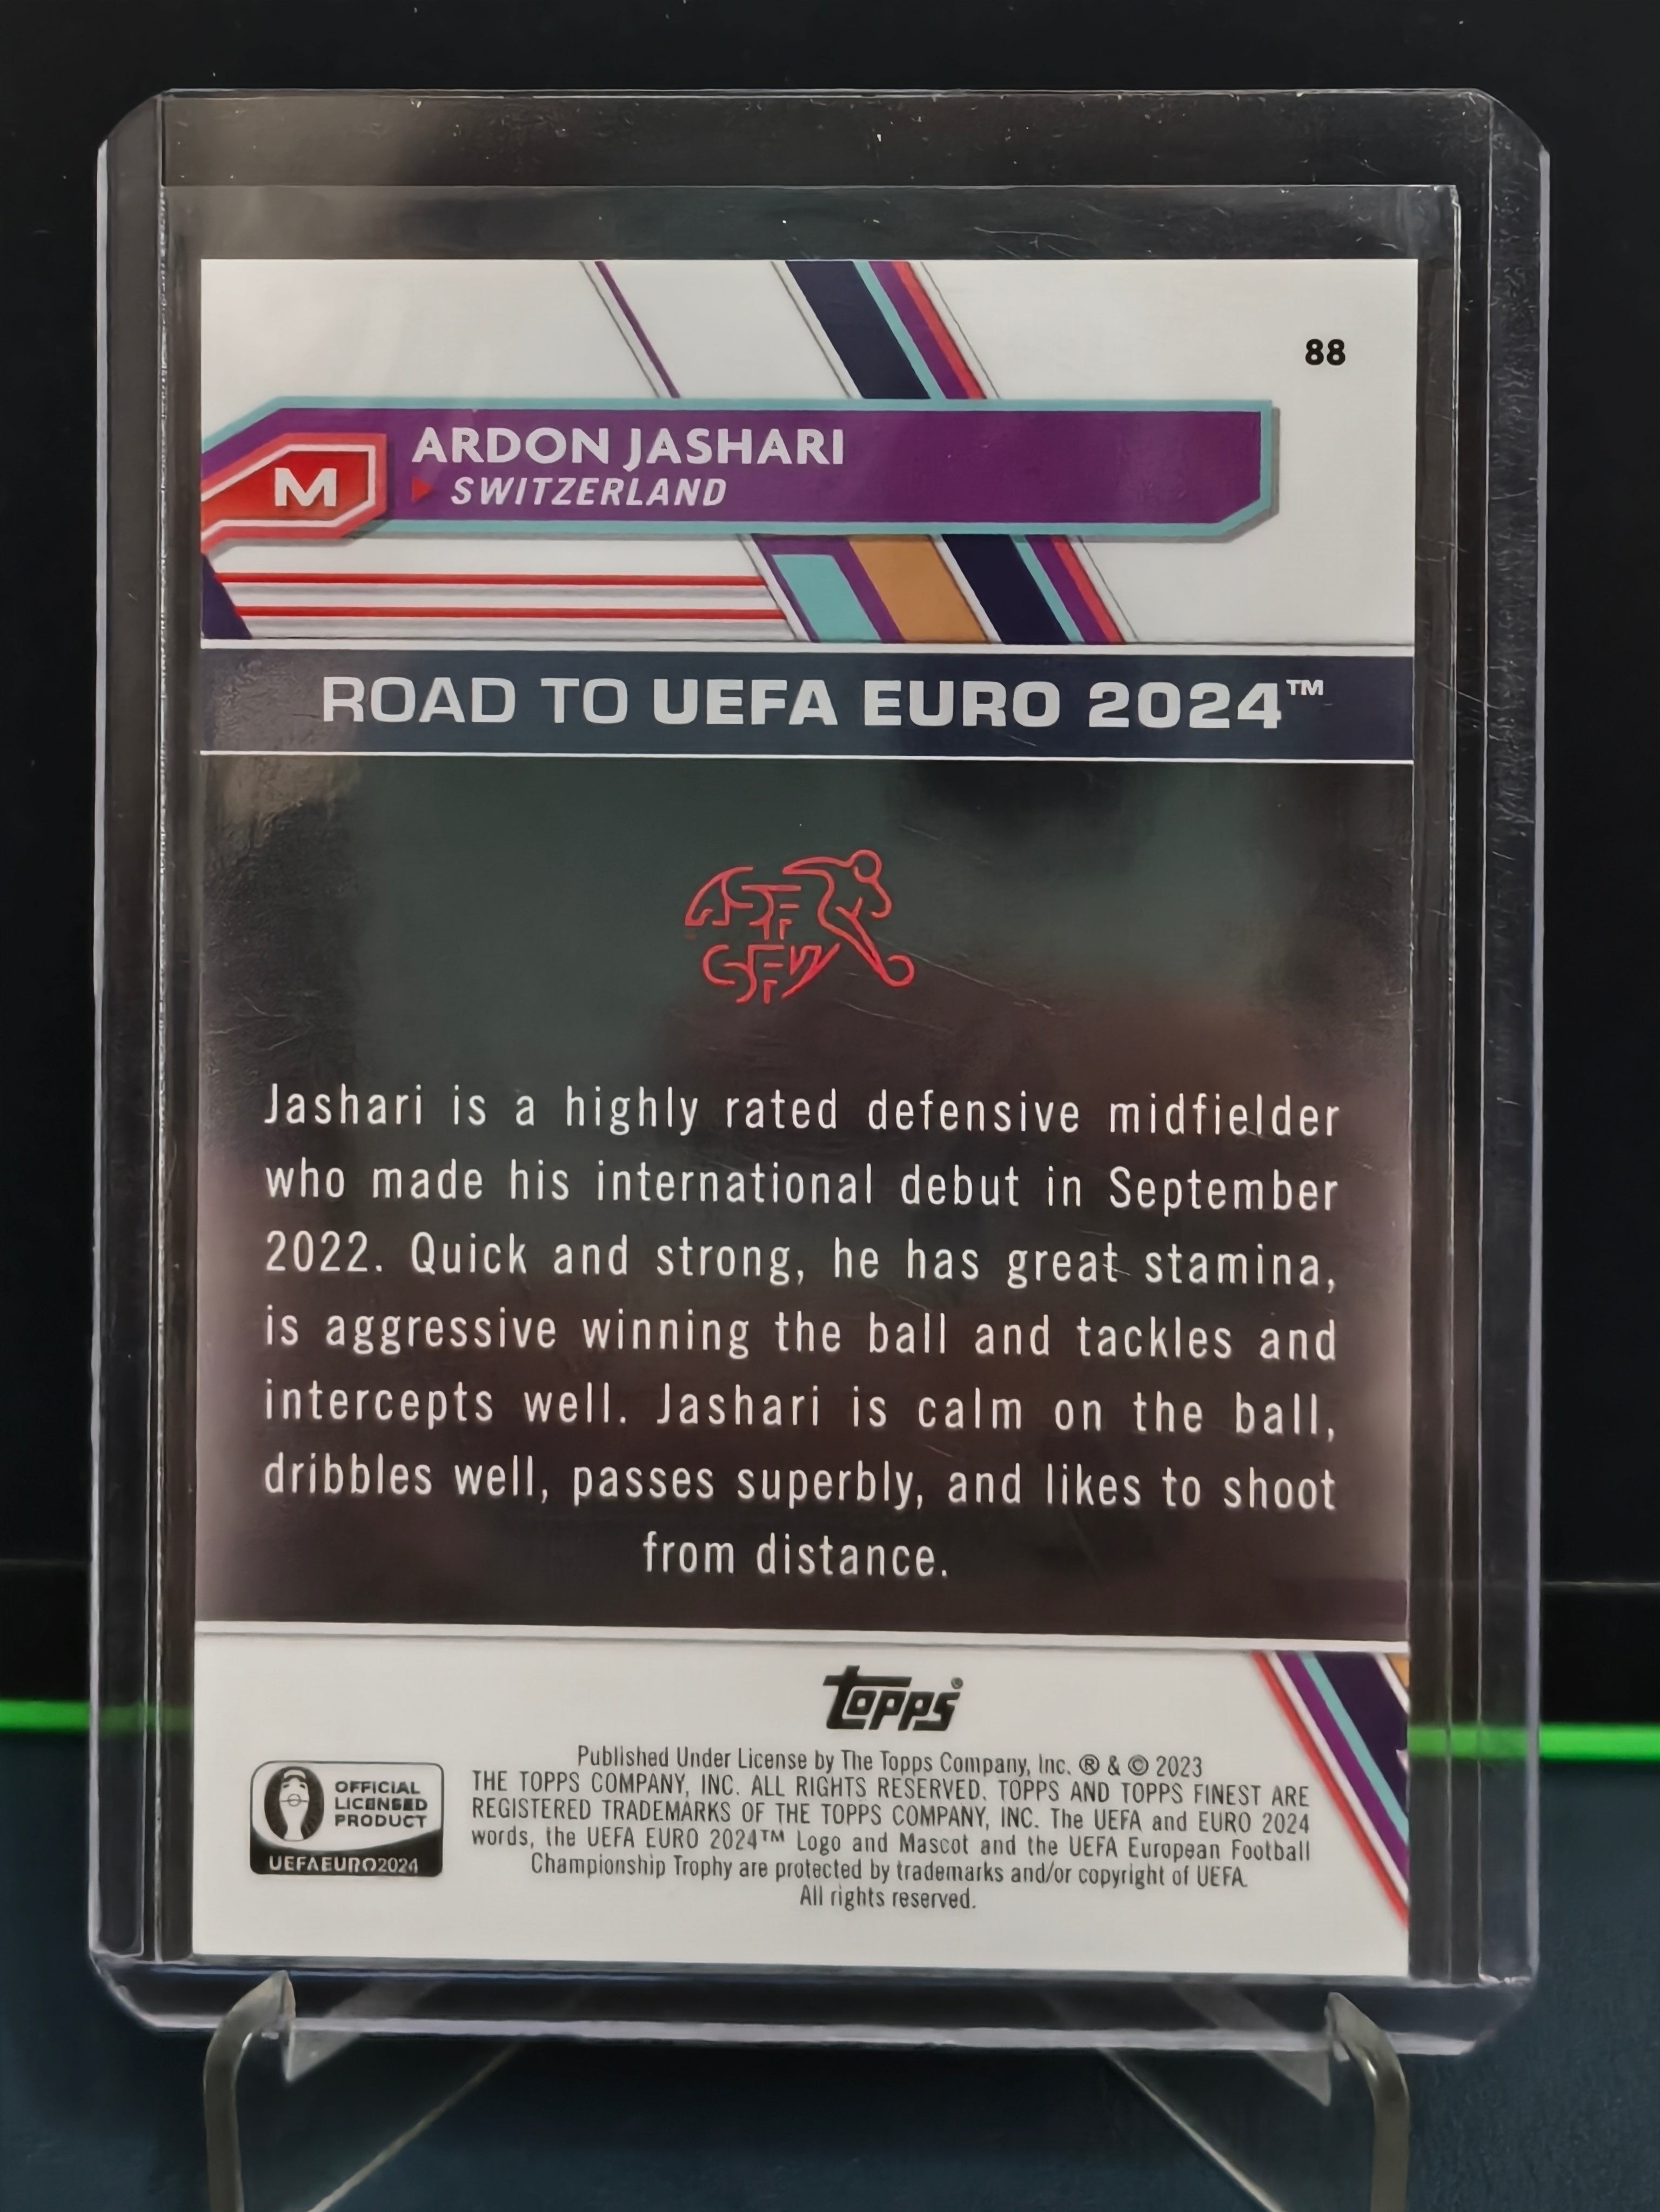 88
ARDON JASHARI
M
SWITZERLAND
ROAD TO UEFA EURO 2024™
ASF
SFV
Jashari is a highly rated defensive midfielder
who made his international debut in September
2022. Quick and strong, he has great stamina,
is aggressive winning the ball and tackles and
intercepts well. Jashari is calm on the ball,
dribbles well, passes superbly, and likes to shoot
from distance.
topps®
Published Under License by The Topps Company, Inc. ® & © 2023
THE TOPPS COMPANY, INC. ALL RIGHTS RESERVED. TOPPS AND TOPPS FINEST ARE
REGISTERED TRADEMARKS OF THE TOPPS COMPANY, INC. The UEFA and EURO 2024
words, the UEFA EURO 2024™ Logo and Mascot and the UEFA European Football
Championship Trophy are protected by trademarks and/or copyright of UEFA.
All rights reserved.
OFFICIAL
LICENSED
PRODUCT
UEFAEURO2024